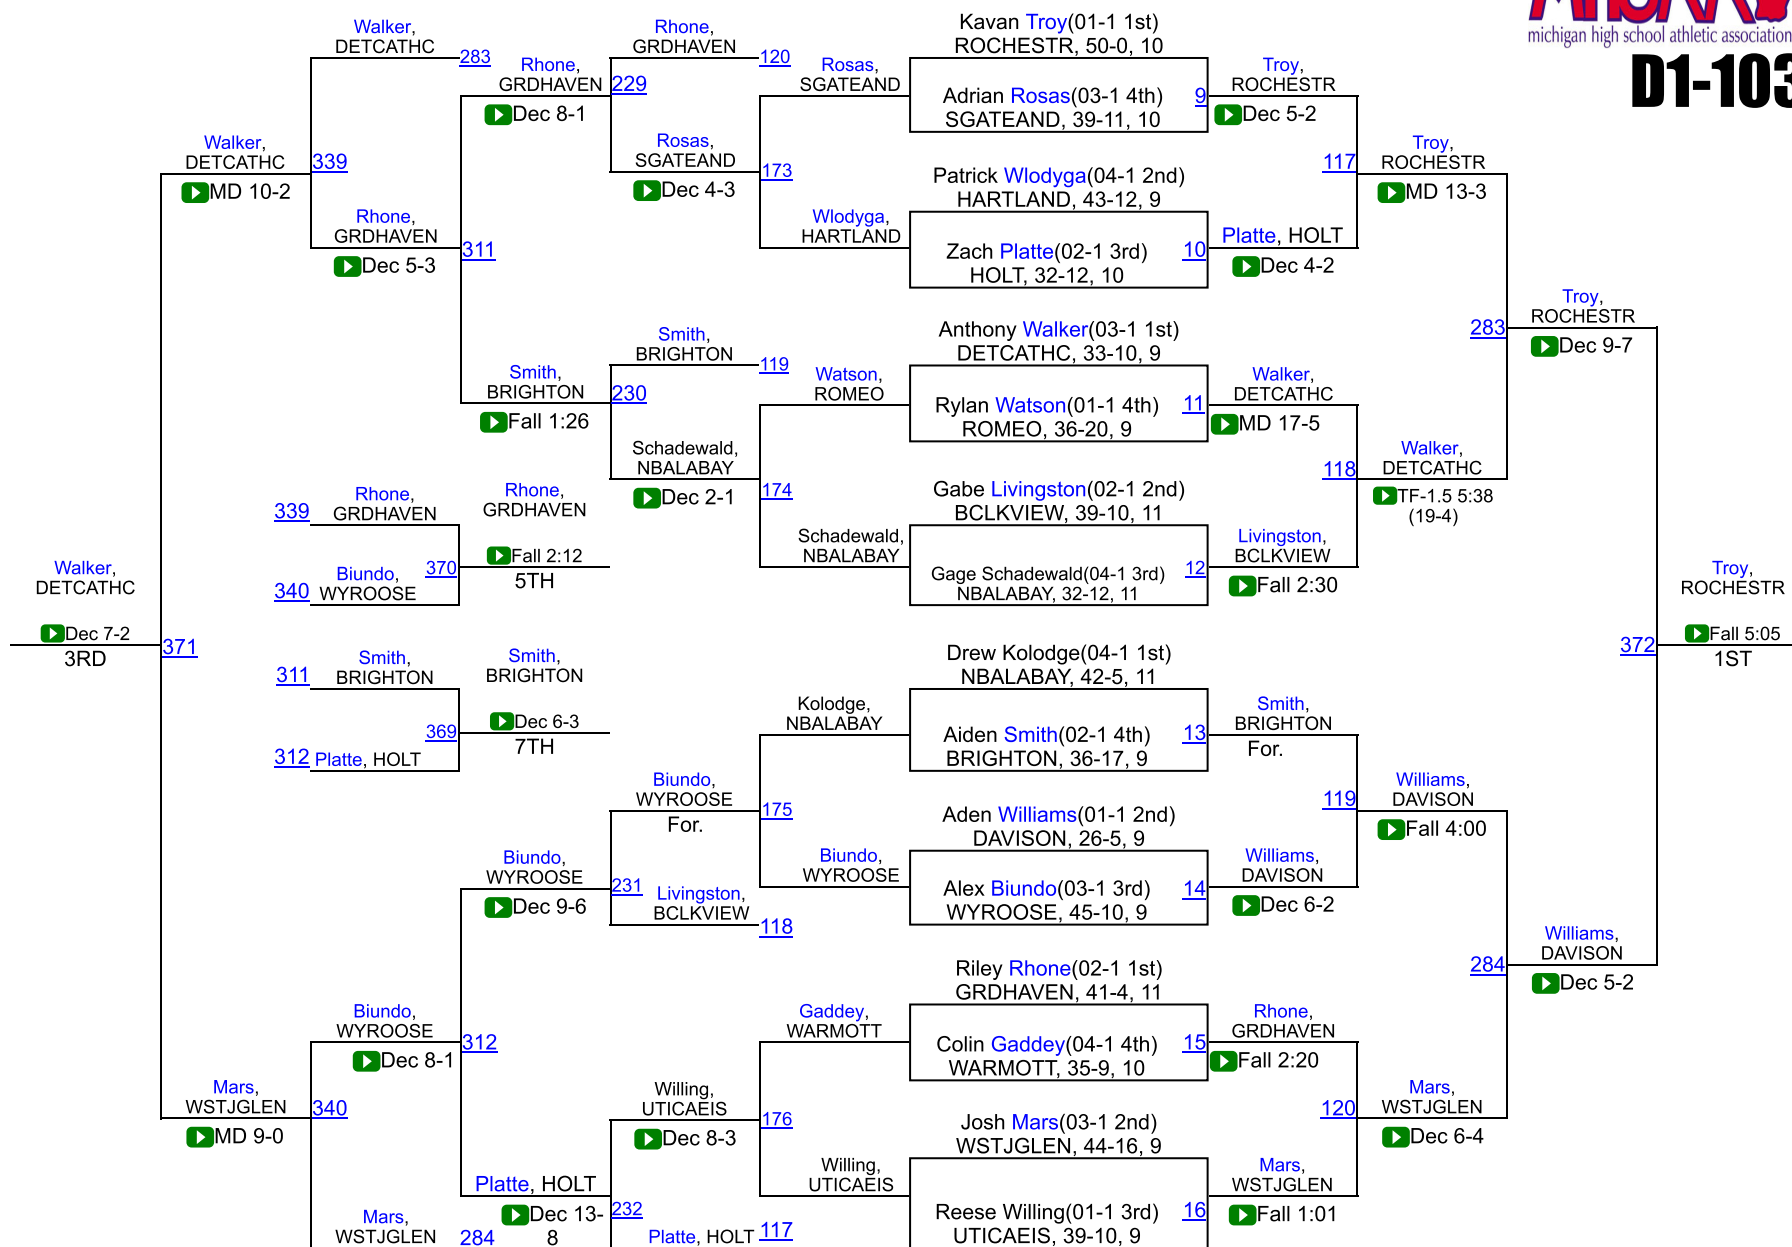 michigan high school athletic association
D1-103
Walker,
DETCATHC
283
Rhone,
GRDHAVEN
229
Dec 8-1
Rhone,
GRDHAVEN
120
Rosas,
SGATEAND
Dec 4-3
173
Walker,
DETCATHC
MD 10-2
339
Rhone,
GRDHAVEN
Dec 5-3
311
Rosas,
SGATEAND
Wlodyga,
HARTLAND
Kavan Troy(01-1 1st)
ROCHESTR, 50-0, 10
Adrian Rosas(03-1 4th)
SGATEAND, 39-11, 10
9
Troy,
ROCHESTR
Dec 5-2
Patrick Wlodyga(04-1 2nd)
HARTLAND, 43-12, 9
Zach Platte(02-1 3rd)
HOLT, 32-12, 10
10
Platte, HOLT
Dec 4-2
117
Troy,
ROCHESTR
MD 13-3
Smith,
BRIGHTON
119
Smith,
BRIGHTON
Fall 1:26
230
Schadewald,
NBALABAY
Dec 2-1
174
Watson,
ROMEO
Schadewald,
NBALABAY
Anthony Walker(03-1 1st)
DETCATHC, 33-10, 9
Rylan Watson(01-1 4th)
ROMEO, 36-20, 9
11
Walker,
DETCATHC
MD 17-5
Gabe Livingston(02-1 2nd)
BCLKVIEW, 39-10, 11
Gage Schadewald(04-1 3rd)
NBALABAY, 32-12, 11
12
Livingston,
BCLKVIEW
Fall 2:30
118
Walker,
DETCATHC
TF-1.5 5:38
(19-4)
283
Troy,
ROCHESTR
Dec 9-7
339
Rhone,
GRDHAVEN
340
Biundo,
WYROOSE
370
Rhone,
GRDHAVEN
Fall 2:12
5TH
Walker,
DETCATHC
Dec 7-2
3RD
371
311
Smith,
BRIGHTON
312
Platte, HOLT
369
Smith,
BRIGHTON
Dec 6-3
7TH
372
Troy,
ROCHESTR
Fall 5:05
1ST
Kolodge,
NBALABAY
Biundo,
WYROOSE
For.
175
Biundo,
WYROOSE
Biundo,
WYROOSE
Dec 9-6
231
Livingston,
BCLKVIEW
118
Drew Kolodge(04-1 1st)
NBALABAY, 42-5, 11
Aiden Smith(02-1 4th)
BRIGHTON, 36-17, 9
13
Smith,
BRIGHTON
For.
Aden Williams(01-1 2nd)
DAVISON, 26-5, 9
Alex Biundo(03-1 3rd)
WYROOSE, 45-10, 9
14
Williams,
DAVISON
Dec 6-2
119
Williams,
DAVISON
Fall 4:00
284
Williams,
DAVISON
Dec 5-2
Biundo,
WYROOSE
Dec 8-1
312
Mars,
WSTJGLEN
MD 9-0
340
Mars,
WSTJGLEN
284
Platte, HOLT
Dec 13-
8
232
Willing,
UTICAEIS
Dec 8-3
176
Platte, HOLT
117
Gaddey,
WARMOTT
Willing,
UTICAEIS
Riley Rhone(02-1 1st)
GRDHAVEN, 41-4, 11
Colin Gaddey(04-1 4th)
WARMOTT, 35-9, 10
15
Rhone,
GRDHAVEN
Fall 2:20
Josh Mars(03-1 2nd)
WSTJGLEN, 44-16, 9
Reese Willing(01-1 3rd)
UTICAEIS, 39-10, 9
16
Mars,
WSTJGLEN
Fall 1:01
120
Mars,
WSTJGLEN
Dec 6-4